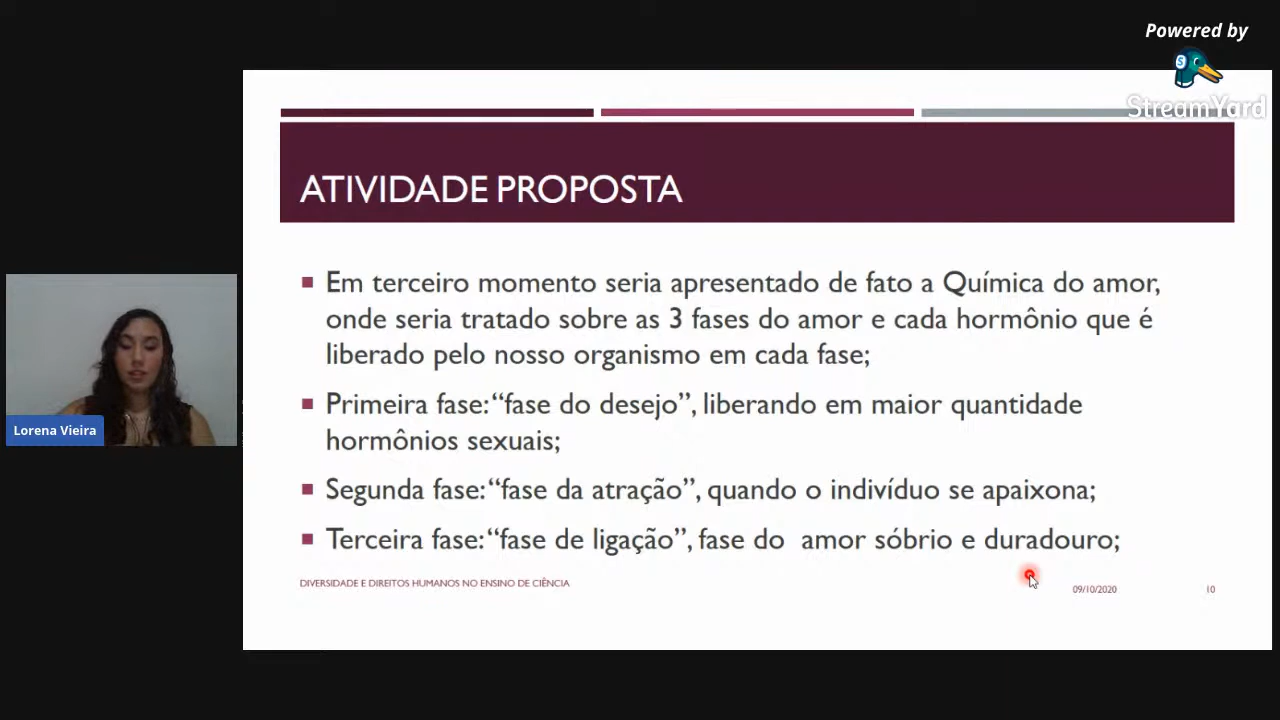 Powered by
StreamYard
ATIVIDADE PROPOSTA
Em terceiro momento seria apresentado de fato a Química do amor,
onde seria tratado sobre as 3 fases do amor e cada hormônio que é
liberado pelo nosso organismo em cada fase;
Primeira fase: “fase do desejo”, liberando em maior quantidade
hormônios sexuais;
Segunda fase: “fase da atração”, quando o indivíduo se apaixona;
Terceira fase: “fase de ligação”, fase do  amor sóbrio e duradouro;
Lorena Vieira
DIVERSIDADE E DIREITOS HUMANOS NO ENSINO DE CIÊNCIA
09/10/2020
10